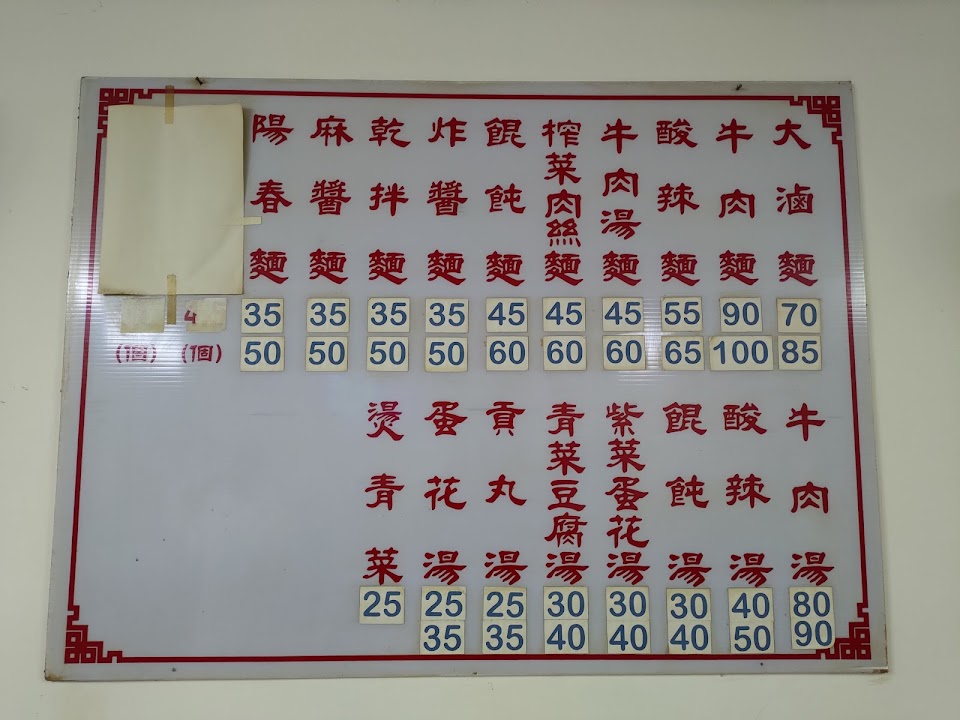 大滷麵 70 85
牛肉麵 90 100
酸辣麵 55 65
牛肉湯麵 45 60
榨菜肉絲麵 45 60
餛飩麵 45 60
炸醬麵 35 50
乾拌麵 35 50
麻醬麵 35 50
陽春麵 35 50
4 (個)
(個)
牛肉湯 80 90
酸辣湯 40 50
餛飩湯 30 40
紫菜蛋花湯 30 40
青菜豆腐湯 30 40
貢丸湯 25 35
蛋花湯 25 35
燙青菜 25